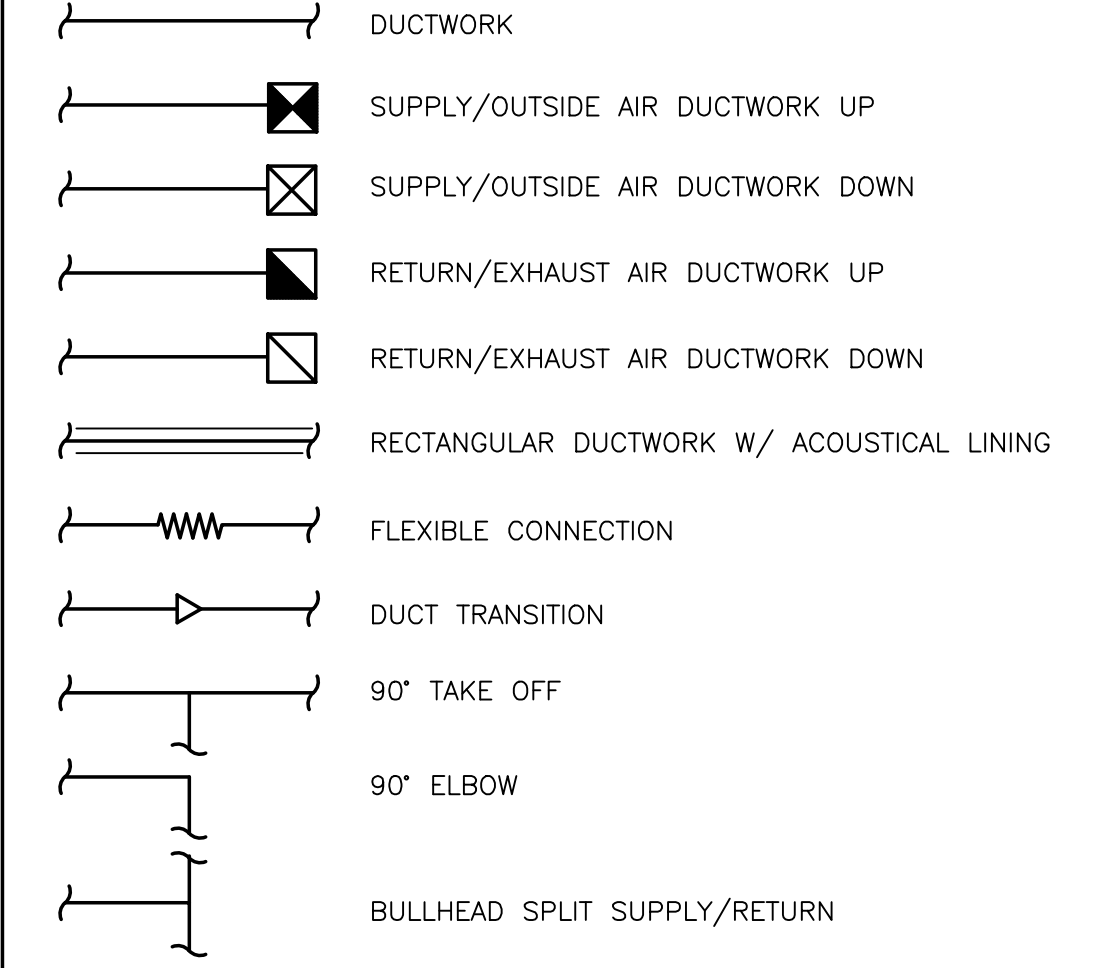 DUCTWORK
SUPPLY/OUTSIDE AIR DUCTWORK UP
SUPPLY/OUTSIDE AIR DUCTWORK DOWN
RETURN/EXHAUST AIR DUCTWORK UP
RETURN/EXHAUST AIR DUCTWORK DOWN
RECTANGULAR DUCTWORK W/ ACOUSTICAL LINING
FLEXIBLE CONNECTION
DUCT TRANSITION
90° TAKE OFF
90° ELBOW
BULLHEAD SPLIT SUPPLY/RETURN